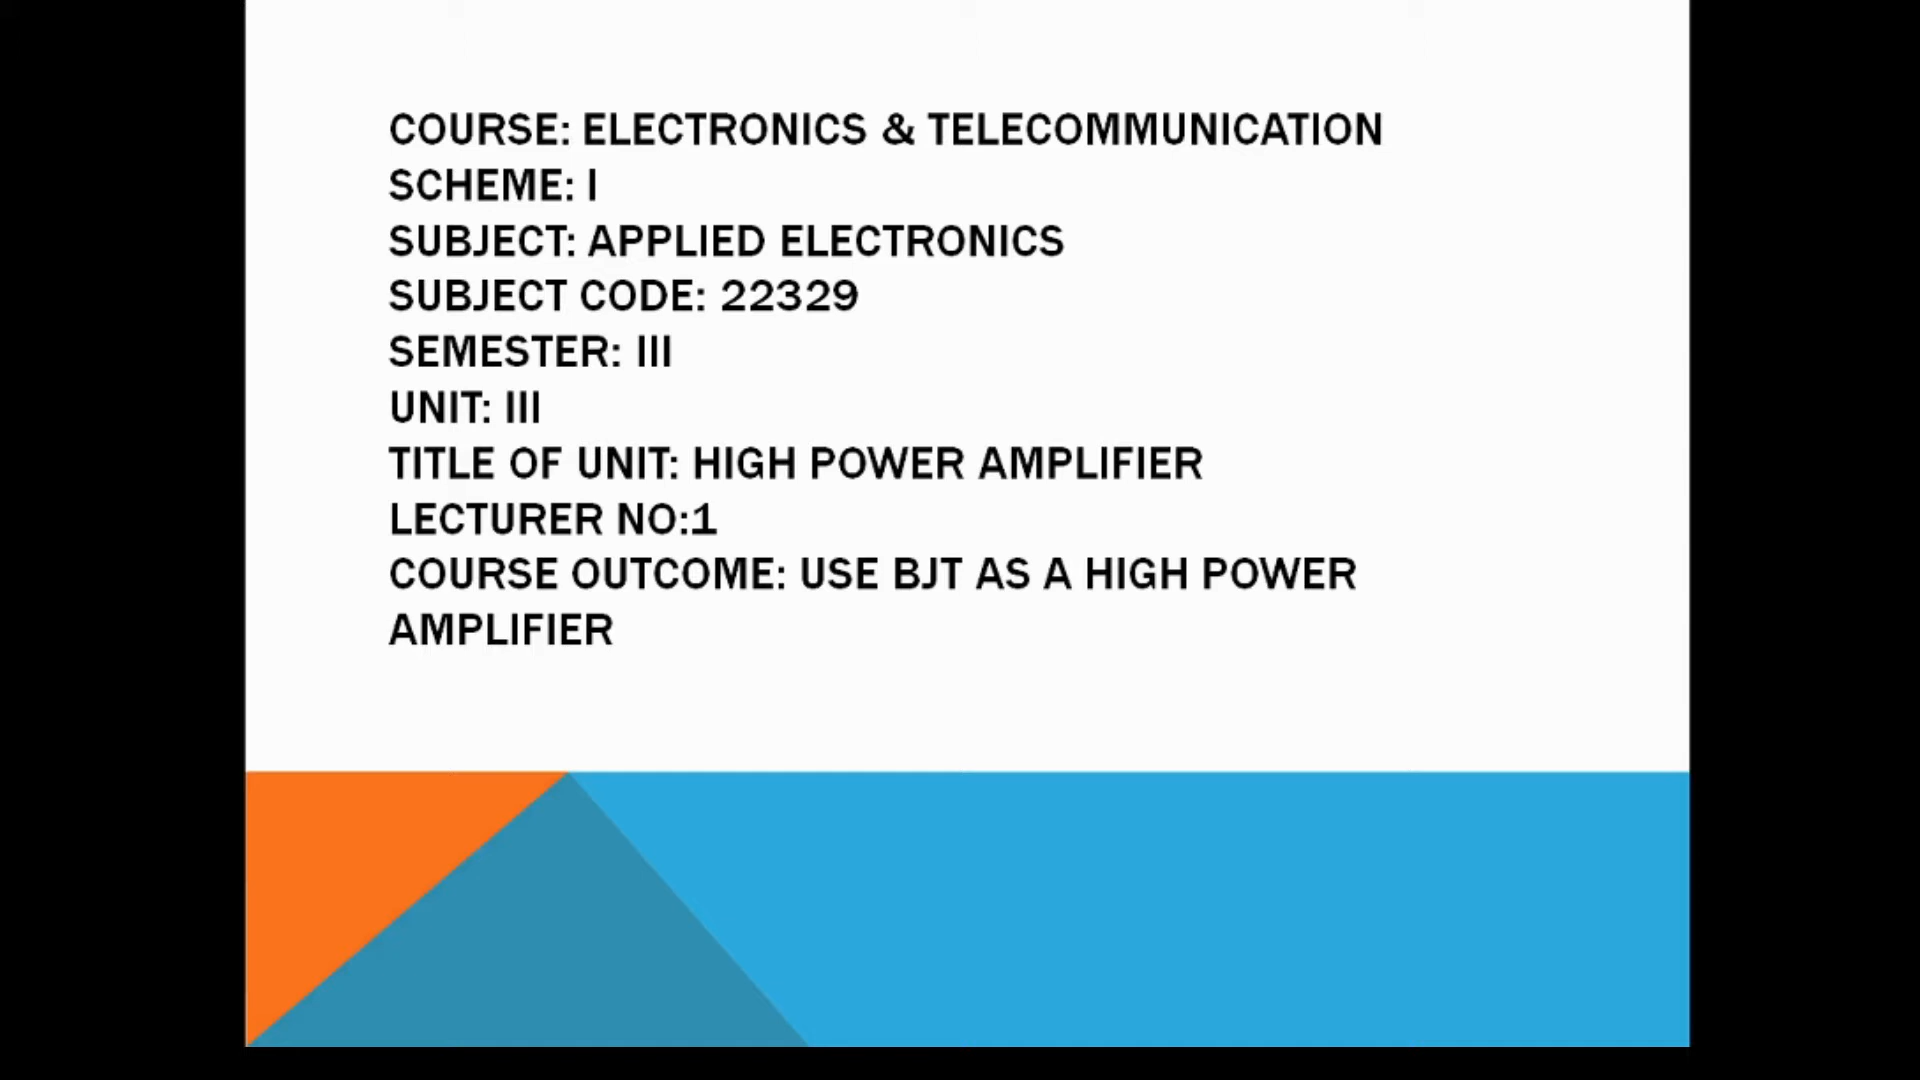 COURSE: ELECTRONICS & TELECOMMUNICATION
SCHEME: I
SUBJECT: APPLIED ELECTRONICS
SUBJECT CODE: 22329
SEMESTER: III
UNIT: III
TITLE OF UNIT: HIGH POWER AMPLIFIER
LECTURER NO:1
COURSE OUTCOME: USE BJT AS A HIGH POWER
AMPLIFIER